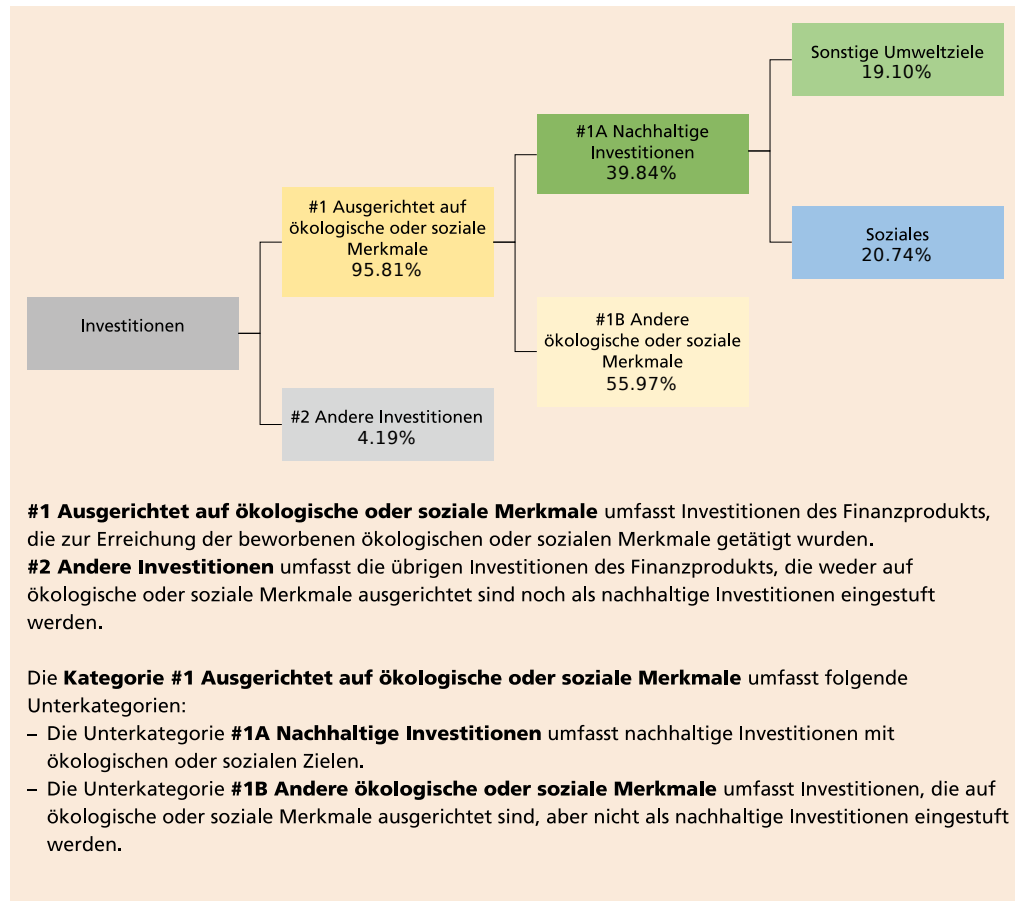 Sonstige Umweltziele
19.10%
#1A Nachhaltige
Investitionen
39.84%
#1 Ausgerichtet auf
ökologische oder soziale
Merkmale
95.81%
Soziales
20.74%
Investitionen
#1B Andere
ökologische oder soziale
Merkmale
55.97%
#2 Andere Investitionen
4.19%
#1 Ausgerichtet auf ökologische oder soziale Merkmale umfasst Investitionen des Finanzprodukts,
die zur Erreichung der beworbenen ökologischen oder sozialen Merkmale getätigt wurden.
#2 Andere Investitionen umfasst die übrigen Investitionen des Finanzprodukts, die weder auf
ökologische oder soziale Merkmale ausgerichtet sind noch als nachhaltige Investitionen eingestuft
werden.
Die Kategorie #1 Ausgerichtet auf ökologische oder soziale Merkmale umfasst folgende
Unterkategorien:
– Die Unterkategorie #1A Nachhaltige Investitionen umfasst nachhaltige Investitionen mit
ökologischen oder sozialen Zielen.
– Die Unterkategorie #1B Andere ökologische oder soziale Merkmale umfasst Investitionen, die auf
ökologische oder soziale Merkmale ausgerichtet sind, aber nicht als nachhaltige Investitionen eingestuft
werden.